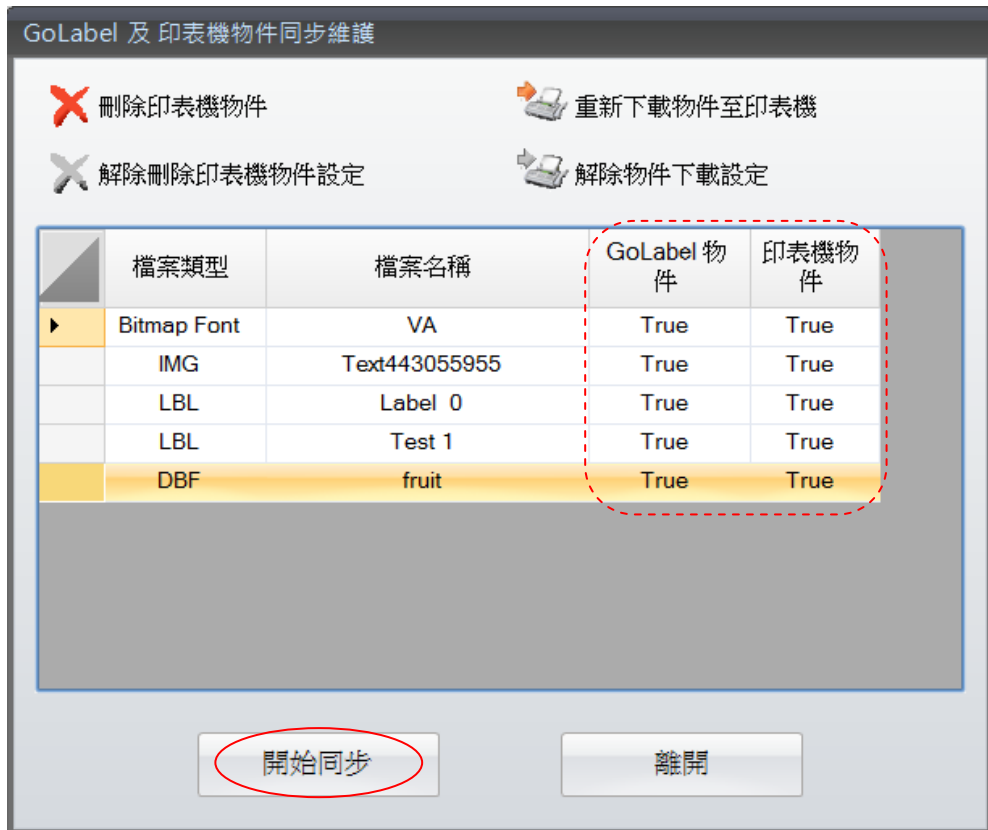 GoLabel 及 印表機物件同步維護
刪除印表機物件 重新下載物件至印表機
解除刪除印表機物件設定 解除物件下載設定
檔案類型 檔案名稱 GoLabel 物件 印表機物件
Bitmap Font VA True True
IMG Text443055955 True True
LBL Label 0 True True
LBL Test 1 True True
DBF fruit True True
開始同步 離開